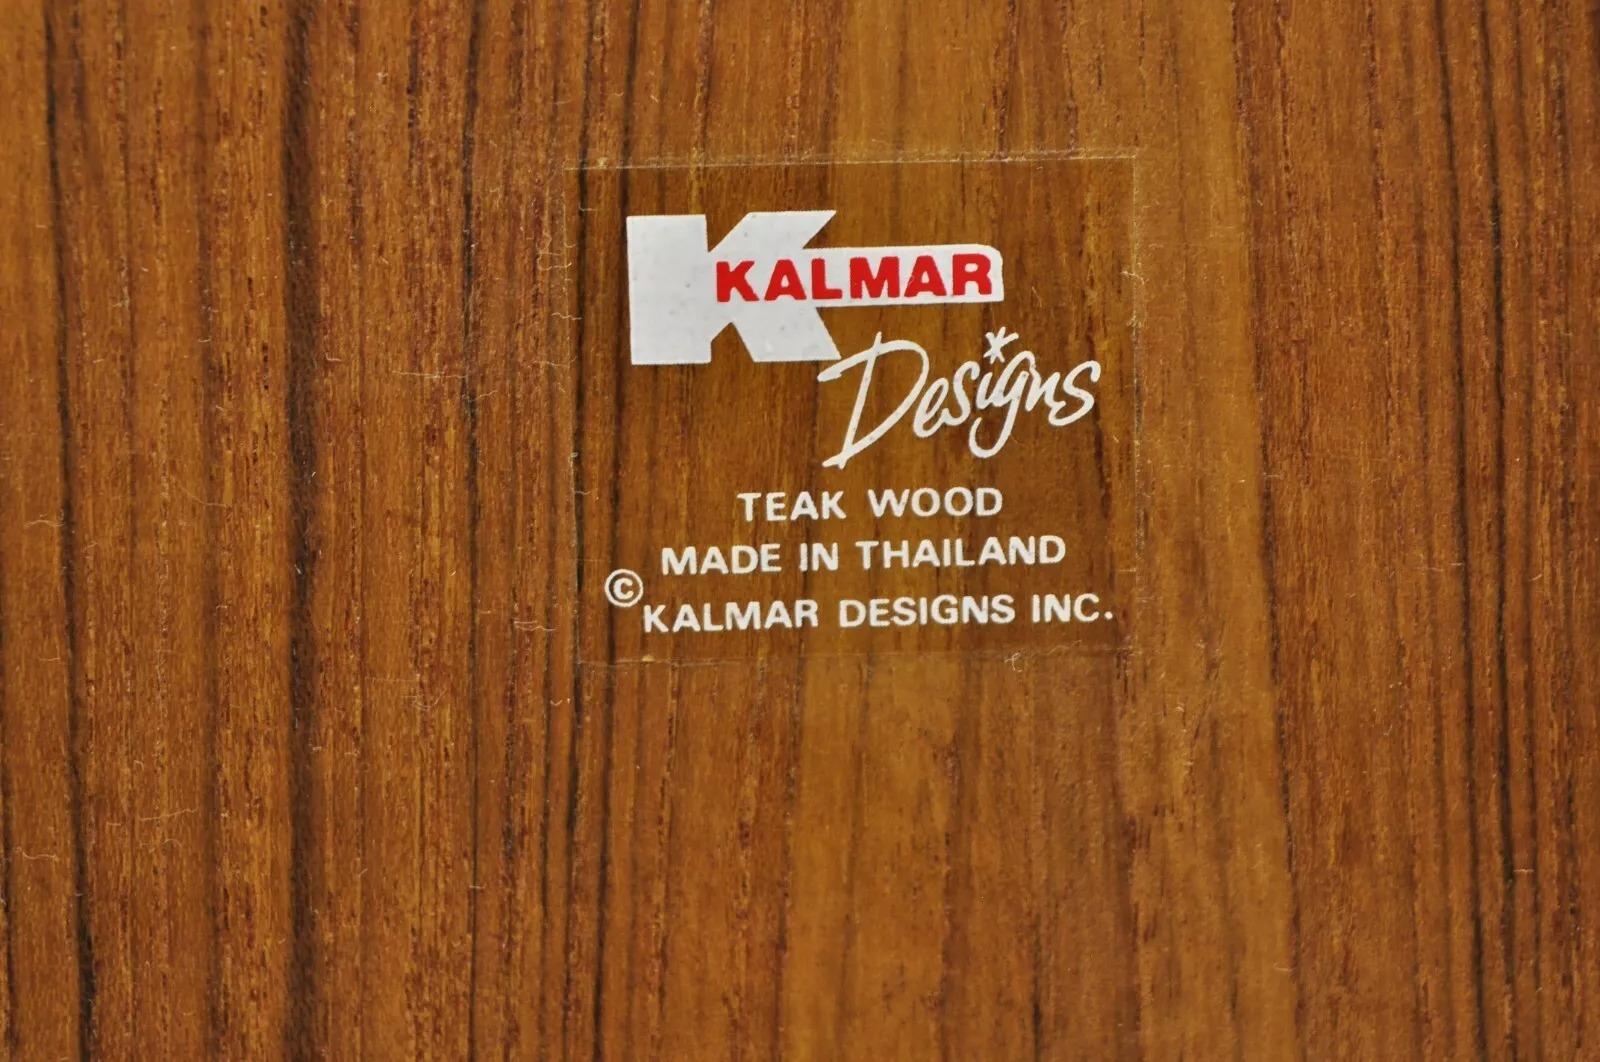 KALMAR
Designs
TEAK WOOD
MADE IN THAILAND
© KALMAR DESIGNS INC.